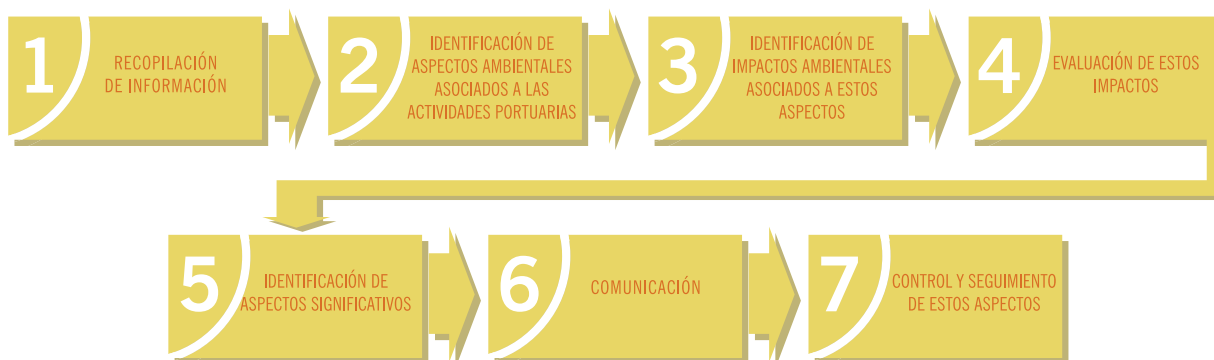 1
RECOPILACIÓN
DE INFORMACIÓN
2
IDENTIFICACIÓN DE
ASPECTOS AMBIENTALES
ASOCIADOS A LAS
ACTIVIDADES PORTUARIAS
3
IDENTIFICACIÓN DE
IMPACTOS AMBIENTALES
ASOCIADOS A ESTOS
ASPECTOS
4
EVALUACIÓN DE ESTOS
IMPACTOS
5
IDENTIFICACIÓN DE
ASPECTOS SIGNIFICATIVOS
6
COMUNICACIÓN
7
CONTROL Y SEGUIMIENTO
DE ESTOS ASPECTOS